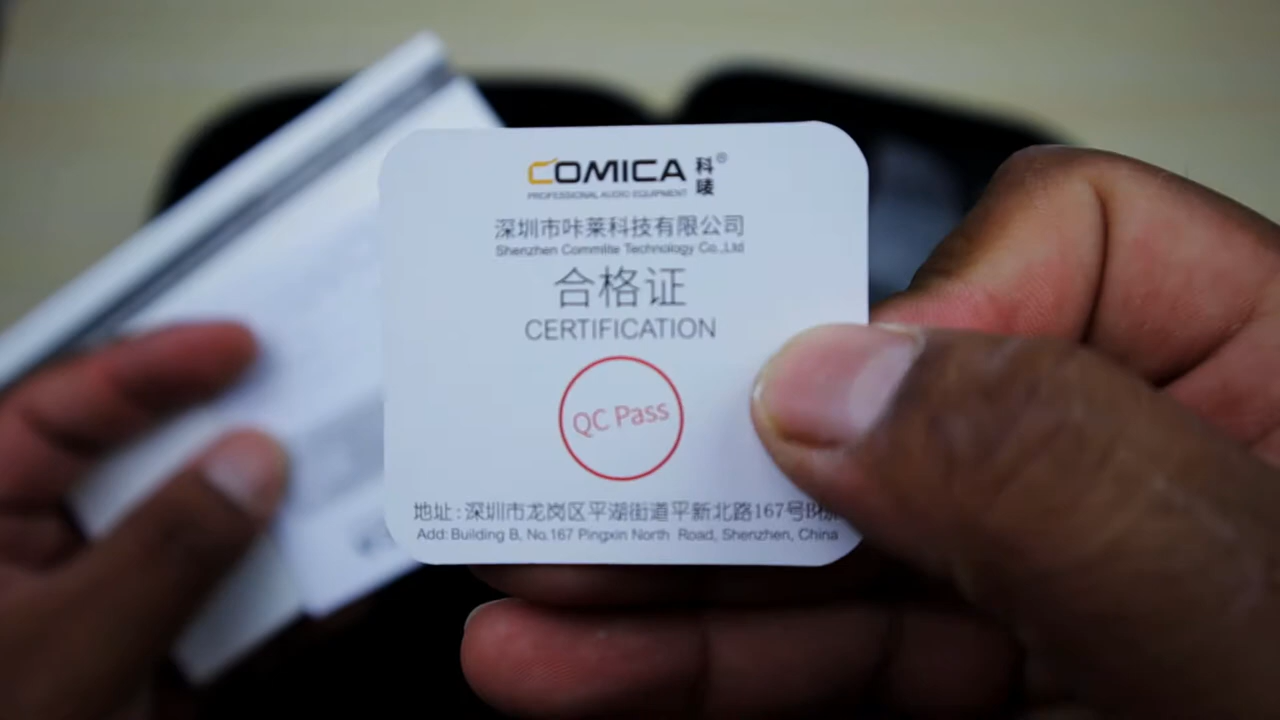 COMICA 科唛®
PROFESSIONAL AUDIO EQUIPMENT
深圳市咔莱科技有限公司
Shenzhen Commlite Technology Co.,Ltd
合格证
CERTIFICATION
QC Pass
地址:深圳市龙岗区平湖街道平新北路167号B栋
Add: Building B, No.167 Pingxin North Road, Shenzhen, China